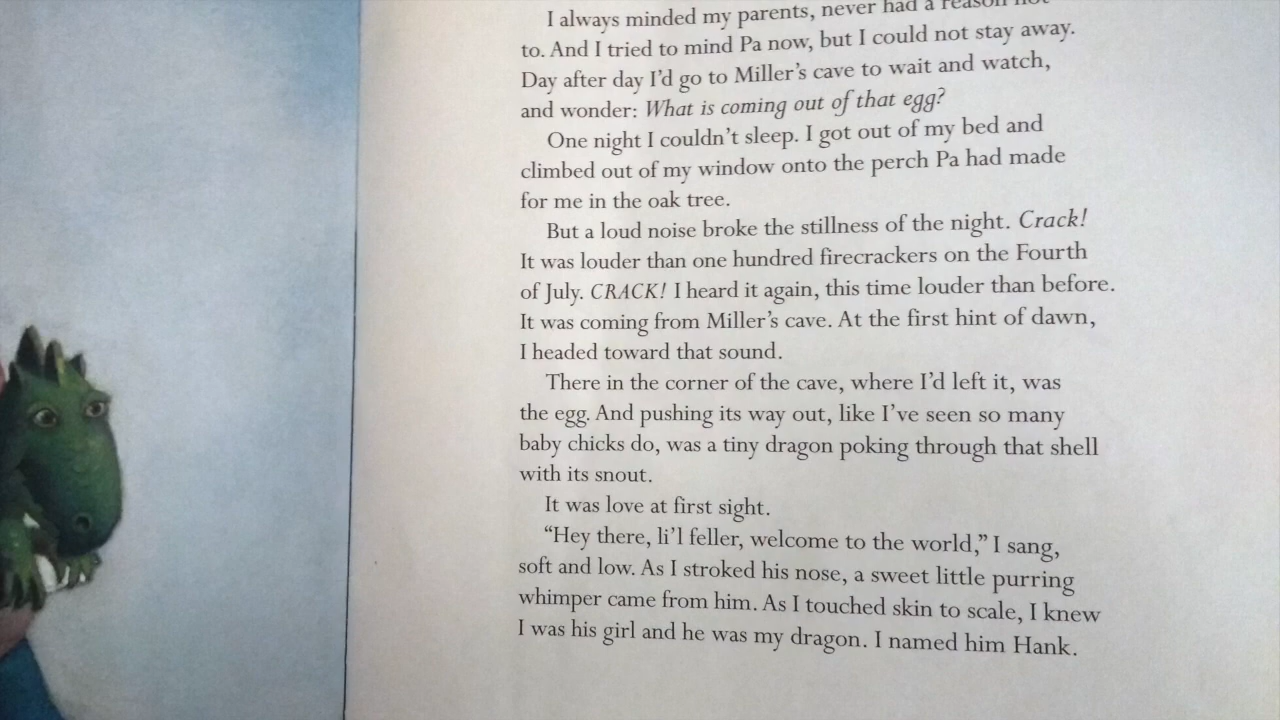 I always minded my parents, never had a reason not
to. And I tried to mind Pa now, but I could not stay away.
Day after day I'd go to Miller's cave to wait and watch,
and wonder: What is coming out of that egg?
One night I couldn't sleep. I got out of my bed and
climbed out of my window onto the perch Pa had made
for me in the oak tree.
But a loud noise broke the stillness of the night. Crack!
It was louder than one hundred firecrackers on the Fourth
of July. CRACK! I heard it again, this time louder than before.
It was coming from Miller's cave. At the first hint of dawn,
I headed toward that sound.
There in the corner of the cave, where I'd left it, was
the egg. And pushing its way out, like I've seen so many
baby chicks do, was a tiny dragon poking through that shell
with its snout.
It was love at first sight.
“Hey there, li'l feller, welcome to the world,” I sang,
soft and low. As I stroked his nose, a sweet little purring
whimper came from him. As I touched skin to scale, I knew
I was his girl and he was my dragon. I named him Hank.